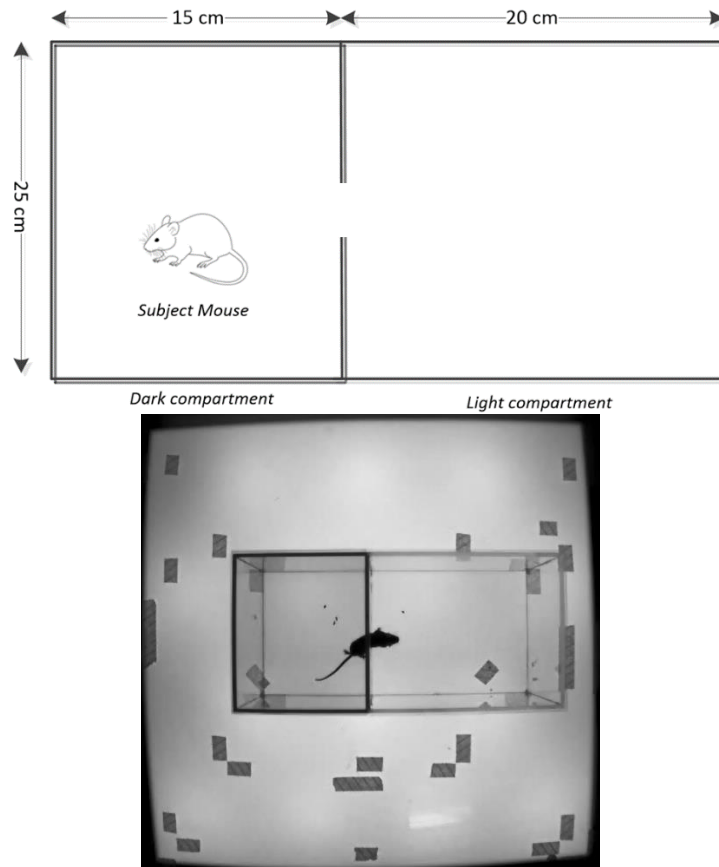 15 cm
20 cm
25 cm
Subject Mouse
Dark compartment
Light compartment